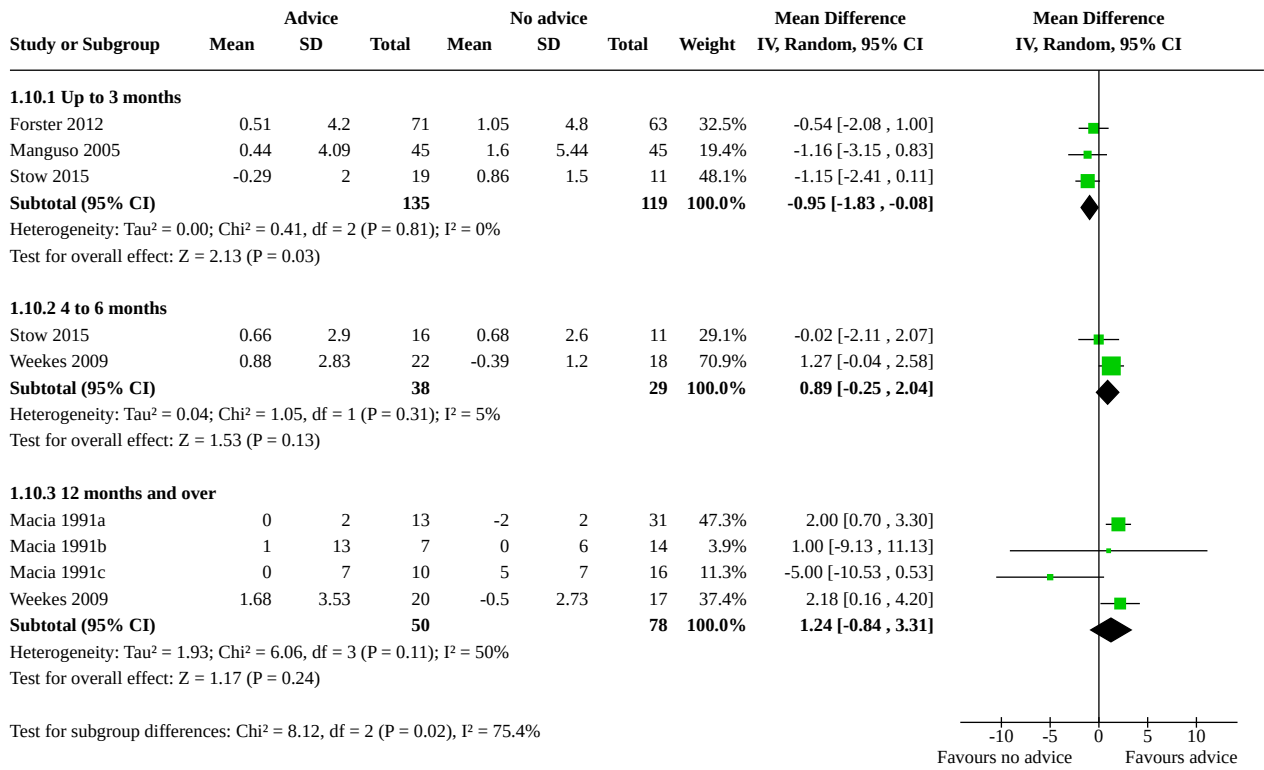 Advice No advice Mean Difference Mean Difference
Study or Subgroup Mean SD Total Mean SD Total Weight IV, Random, 95% CI IV, Random, 95% CI
1.10.1 Up to 3 months
Forster 2012 0.51 4.2 71 1.05 4.8 63 32.5% -0.54 [-2.08 , 1.00]
Manguso 2005 0.44 4.09 45 1.6 5.44 45 19.4% -1.16 [-3.15 , 0.83]
Stow 2015 -0.29 2 19 0.86 1.5 11 48.1% -1.15 [-2.41 , 0.11]
Subtotal (95% CI) 135 119 100.0% -0.95 [-1.83 , -0.08]
Heterogeneity: Tau² = 0.00; Chi² = 0.41, df = 2 (P = 0.81); I² = 0%
Test for overall effect: Z = 2.13 (P = 0.03)
1.10.2 4 to 6 months
Stow 2015 0.66 2.9 16 0.68 2.6 11 29.1% -0.02 [-2.11 , 2.07]
Weekes 2009 0.88 2.83 22 -0.39 1.2 18 70.9% 1.27 [-0.04 , 2.58]
Subtotal (95% CI) 38 29 100.0% 0.89 [-0.25 , 2.04]
Heterogeneity: Tau² = 0.04; Chi² = 1.05, df = 1 (P = 0.31); I² = 5%
Test for overall effect: Z = 1.53 (P = 0.13)
1.10.3 12 months and over
Macia 1991a 0 2 13 -2 2 31 47.3% 2.00 [0.70 , 3.30]
Macia 1991b 1 13 7 0 6 14 3.9% 1.00 [-9.13 , 11.13]
Macia 1991c 0 7 10 5 7 16 11.3% -5.00 [-10.53 , 0.53]
Weekes 2009 1.68 3.53 20 -0.5 2.73 17 37.4% 2.18 [0.16 , 4.20]
Subtotal (95% CI) 50 78 100.0% 1.24 [-0.84 , 3.31]
Heterogeneity: Tau² = 1.93; Chi² = 6.06, df = 3 (P = 0.11); I² = 50%
Test for overall effect: Z = 1.17 (P = 0.24)
Test for subgroup differences: Chi² = 8.12, df = 2 (P = 0.02), I² = 75.4%
-10 -5 0 5 10
Favours no advice Favours advice